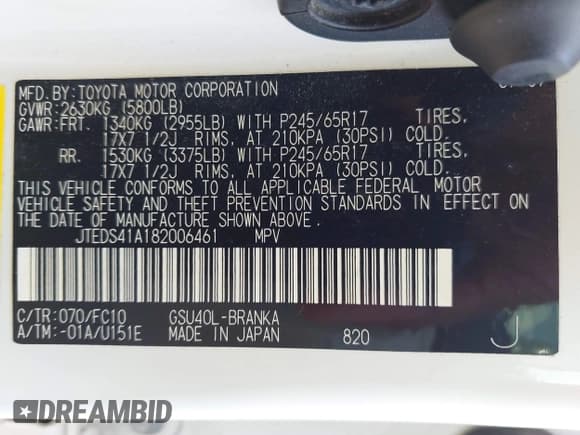 MFD.BY:TOYOTA MOTOR CORPORATION
GVWR:2630KG (5800LB)
GAWR:FRT. 1340KG (2955LB) WITH P245/65R17 TIRES,
17X7 1/2J - RIMS, AT 210KPA (30PSI) COLD.
RR. 1530KG (3375LB) WITH P245/65R17 TIRES,
17X7 1/2J - RIMS, AT 210KPA (30PSI) COLD.
THIS VEHICLE CONFORMS TO ALL APPLICABLE FEDERAL MOTOR
VEHICLE SAFETY AND THEFT PREVENTION STANDARDS IN EFFECT ON
THE DATE OF MANUFACTURE SHOWN ABOVE.
JTEDS41A182006461 MPV
C/TR:070/FC10 GSU40L-BRANKA
A/TM:-01A/U151E MADE IN JAPAN 820 J
DREAMBID